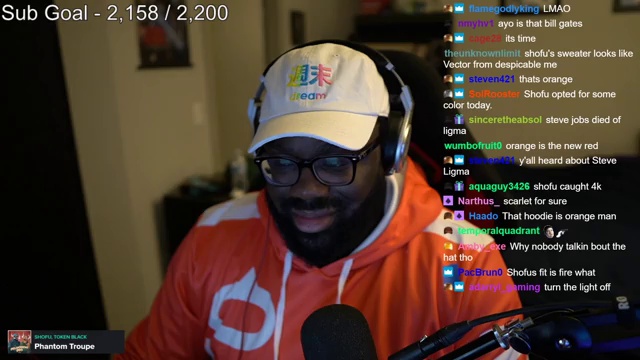 Sub Goal - 2,158 / 2,200
週末
dream
flamegodlyking LMAO
nmyhv1 ayo is that bill gates
its time
theunknownlimit shofu's sweater looks like
Vector from despicable me
steven421 thats orange
SolRooster Shofu opted for some
color today.
sinceretheabsol steve jobs died of
ligma
wumbofruit0 orange is the new red
steven421 y'all heard about Steve
Ligma
aquaguy3426 shofu caught 4k
Narthus_ scarlet for sure
Haado That hoodie is orange man
temporalquadrant
Why nobody talkin bout the
hat tho
PacBrun0 Shofus fit is fire what
turn the light off
SHOFU, TOKEN BLACK
Phantom Troupe